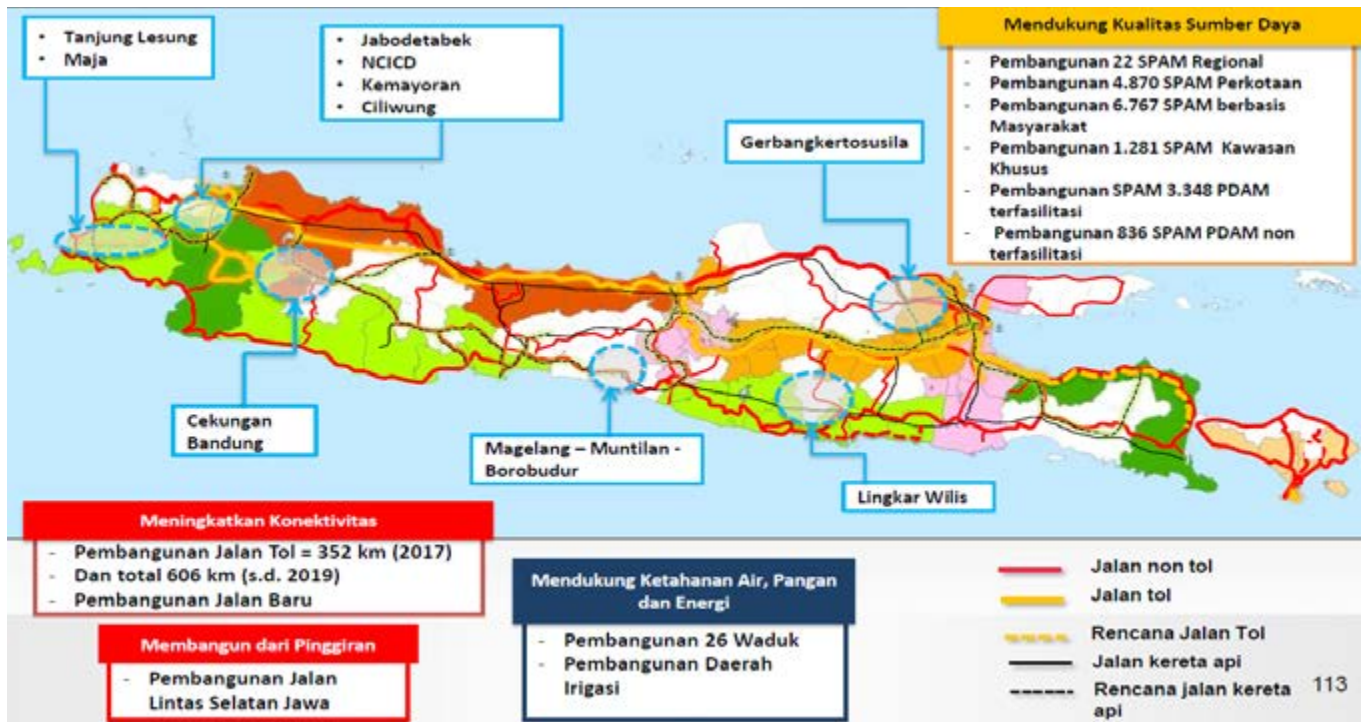 • Tanjung Lesung
• Maja
• Jabodetabek
• NCICD
• Kemayoran
• Ciliwung
Mendukung Kualitas Sumber Daya
- Pembangunan 22 SPAM Regional
- Pembangunan 4.870 SPAM Perkotaan
- Pembangunan 6.767 SPAM berbasis
Masyarakat
- Pembangunan 1.281 SPAM Kawasan
Khusus
- Pembangunan SPAM 3.348 PDAM
terfasilitasi
- Pembangunan 836 SPAM PDAM non
terfasilitasi
Gerbangkertosusila
Cekungan
Bandung
Magelang – Muntilan -
Borobudur
Lingkar Wilis
Meningkatkan Konektivitas
- Pembangunan Jalan Tol = 352 km (2017)
- Dan total 606 km (s.d. 2019)
- Pembangunan Jalan Baru
Membangun dari Pinggiran
- Pembangunan Jalan
Lintas Selatan Jawa
Mendukung Ketahanan Air, Pangan
dan Energi
- Pembangunan 26 Waduk
- Pembangunan Daerah
Irigasi
Jalan non tol
Jalan tol
Rencana Jalan Tol
Jalan kereta api
Rencana jalan kereta
api
113